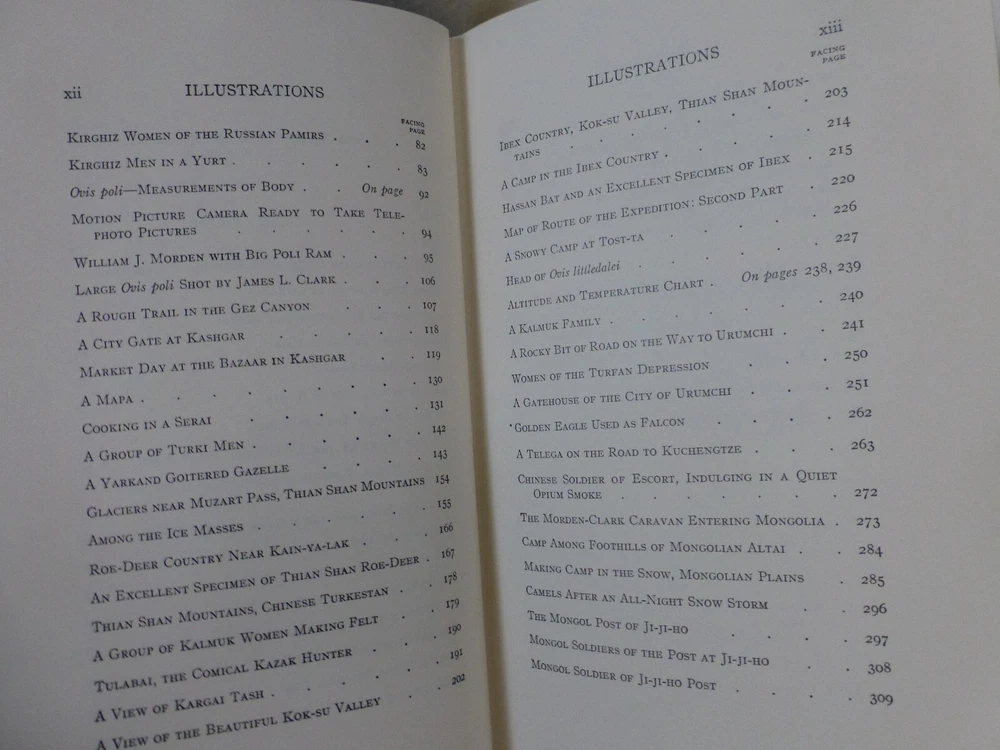 xii
ILLUSTRATIONS
FACING
PAGE
KIRGHIZ WOMEN OF THE RUSSIAN PAMIRS . . . 82
KIRGHIZ MEN IN A YURT . . . . . . 83
Ovis poli—MEASUREMENTS OF BODY . . On page 92
MOTION PICTURE CAMERA READY TO TAKE TELE-
PHOTO PICTURES . . . . . . 94
WILLIAM J. MORDEN WITH BIG POLI RAM . . . 95
LARGE Ovis poli SHOT BY JAMES L. CLARK . . . 106
A ROUGH TRAIL IN THE GEZ CANYON . . . 107
A CITY GATE AT KASHGAR . . . . . 118
MARKET DAY AT THE BAZAAR IN KASHGAR . . 119
A MAPA . . . . . . . . 130
COOKING IN A SERAI . . . . . . 131
A GROUP OF TURKI MEN . . . . . . 142
A YARKAND GOITERED GAZELLE . . . . 143
GLACIERS NEAR MUZART PASS, THIAN SHAN MOUNTAINS 154
AMONG THE ICE MASSES . . . . . 155
ROE-DEER COUNTRY NEAR KAIN-YA-LAK . . . 166
AN EXCELLENT SPECIMEN OF THIAN SHAN ROE-DEER . 167
THIAN SHAN MOUNTAINS, CHINESE TURKESTAN . . 178
A GROUP OF KALMUK WOMEN MAKING FELT . . 179
TULABAI, THE COMICAL KAZAK HUNTER . . . 190
A VIEW OF KARGAI TASH . . . . . . 191
A VIEW OF THE BEAUTIFUL KOK-SU VALLEY . . 202
xiii
ILLUSTRATIONS
FACING
PAGE
IBEX COUNTRY, KOK-SU VALLEY, THIAN SHAN MOUN-
TAINS . . . . . . . . 203
A CAMP IN THE IBEX COUNTRY . . . . . 214
HASSAN BAT AND AN EXCELLENT SPECIMEN OF IBEX . 215
MAP OF ROUTE OF THE EXPEDITION: SECOND PART . 220
A SNOWY CAMP AT TOST-TA . . . . . 226
HEAD OF Ovis littledalei . . . . . . 227
ALTITUDE AND TEMPERATURE CHART . On pages 238, 239
A KALMUK FAMILY . . . . . . . 240
A ROCKY BIT OF ROAD ON THE WAY TO URUMCHI . . 241
WOMEN OF THE TURFAN DEPRESSION . . . 250
A GATEHOUSE OF THE CITY OF URUMCHI . . . 251
GOLDEN EAGLE USED AS FALCON . . . . 262
A TELEGA ON THE ROAD TO KUCHENGTZE . . . 263
CHINESE SOLDIER OF ESCORT, INDULGING IN A QUIET
OPIUM SMOKE . . . . . . . 272
THE MORDEN-CLARK CARAVAN ENTERING MONGOLIA . 273
CAMP AMONG FOOTHILLS OF MONGOLIAN ALTAI . . 284
MAKING CAMP IN THE SNOW, MONGOLIAN PLAINS . 285
CAMELS AFTER AN ALL-NIGHT SNOW STORM . . 296
THE MONGOL POST OF JI-JI-HO . . . . 297
MONGOL SOLDIERS OF THE POST AT JI-JI-HO . . 308
MONGOL SOLDIER OF JI-JI-HO POST . . . . 309